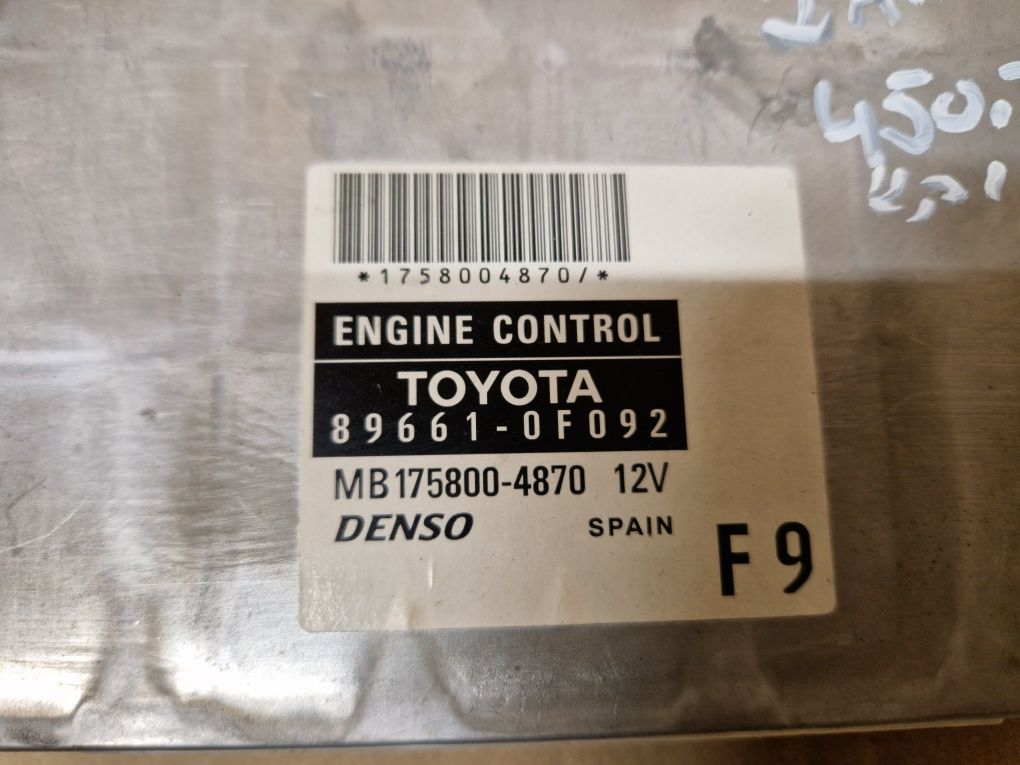 450.-
*1758004870/*
ENGINE CONTROL
TOYOTA
89661-0F092
MB175800-4870 12V
DENSO SPAIN
F9